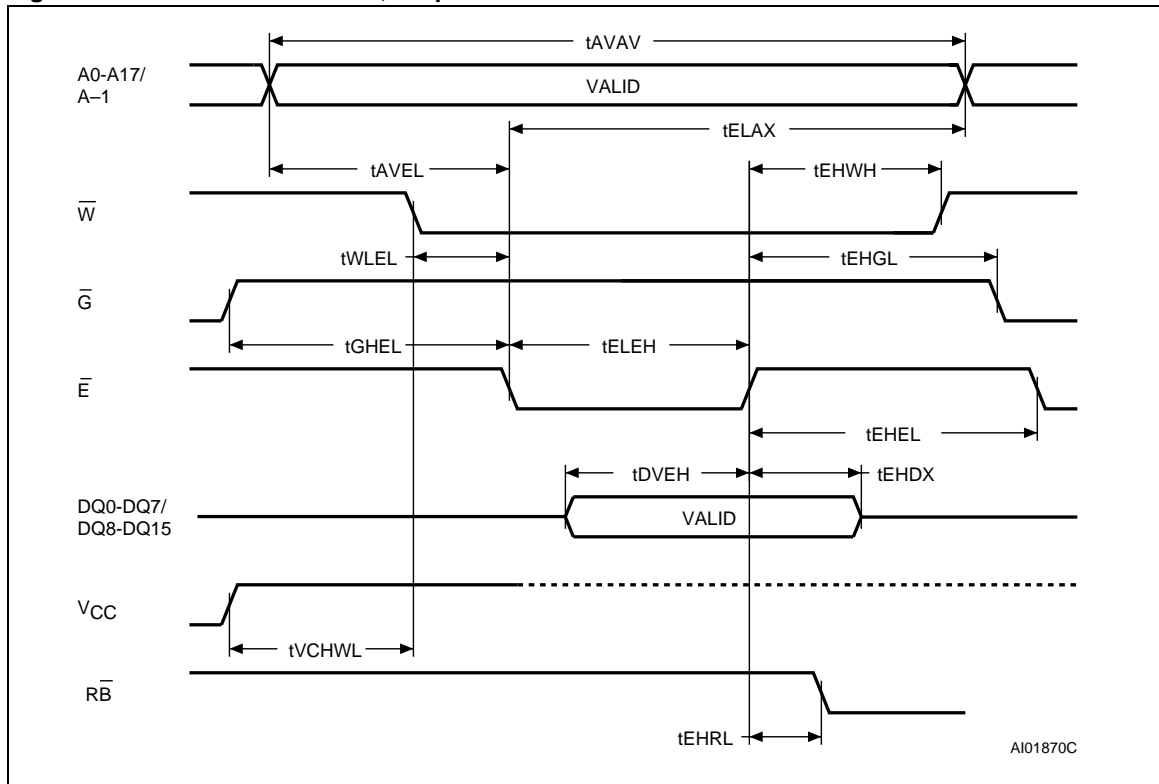 tAVAV
A0-A17/
A–1
VALID
tELAX
tAVEL
tEHWH
W̅
tWLEL
tEHGL
G̅
tGHEL
tELEH
E̅
tEHEL
tDVEH
tEHDX
DQ0-DQ7/
DQ8-DQ15
VALID
VCC
tVCHWL
RB̅
tEHRL
AI01870C